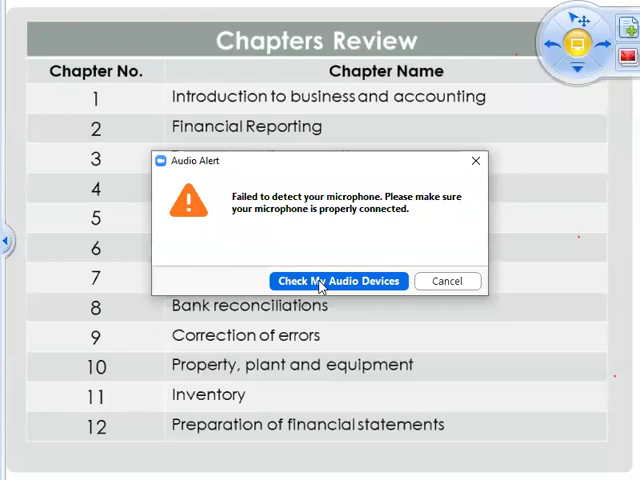 Chapters Review
Chapter No. Chapter Name
1 Introduction to business and accounting
2 Financial Reporting
3
Audio Alert
4
Failed to detect your microphone. Please make sure
your microphone is properly connected.
5
6
7
Check My Audio Devices Cancel
8 Bank reconciliations
9 Correction of errors
10 Property, plant and equipment
11 Inventory
12 Preparation of financial statements